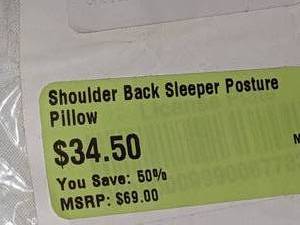 Shoulder Back Sleeper Posture
Pillow
$34.50
You Save: 50%
MSRP: $69.00